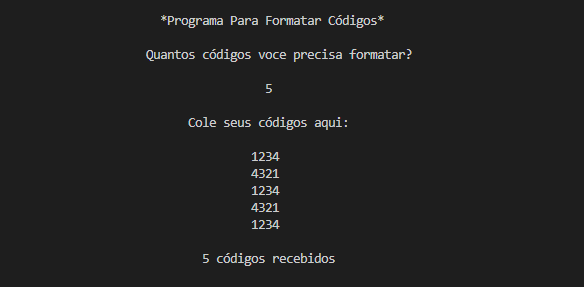 *Programa Para Formatar Códigos*
Quantos códigos voce precisa formatar?
5
Cole seus códigos aqui:
1234
4321
1234
4321
1234
5 códigos recebidos